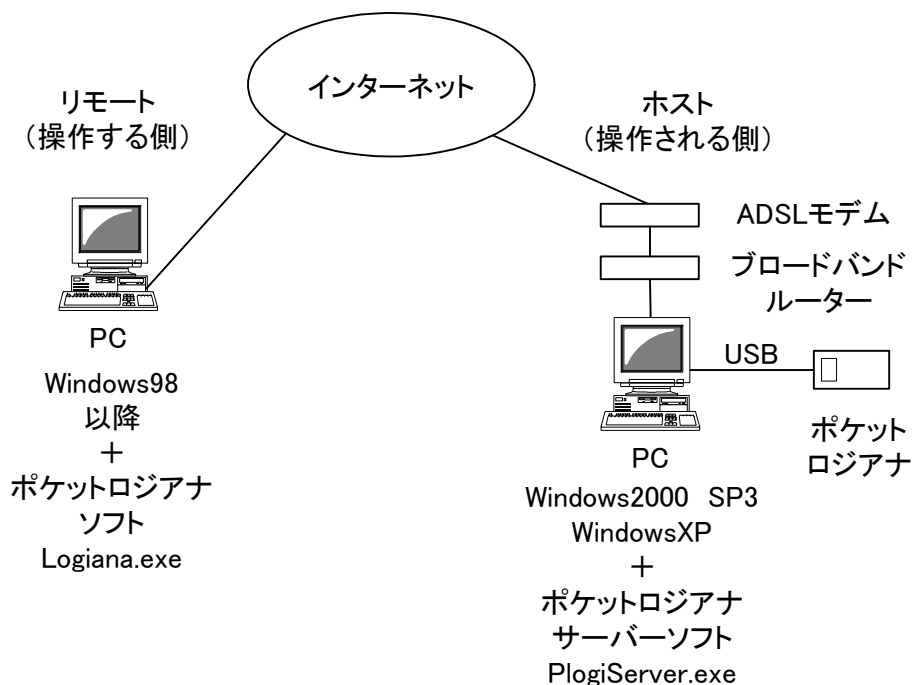 インターネット
リモート
（操作する側）
PC
Windows98
以降
＋
ポケットロジアナ
ソフト
Logiana.exe
ホスト
（操作される側）
ADSLモデム
ブロードバンド
ルーター
USB
ポケット
ロジアナ
PC
Windows2000 SP3
WindowsXP
＋
ポケットロジアナ
サーバーソフト
PlogiServer.exe